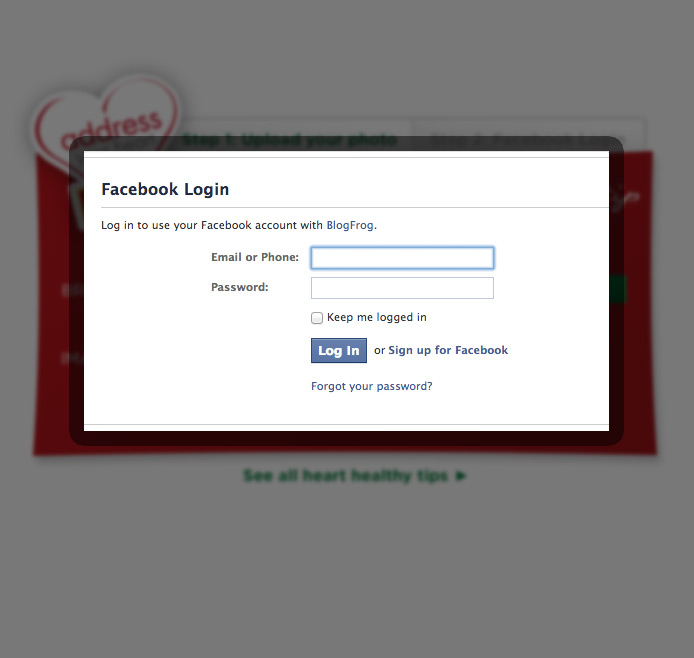 address
Step 1: Upload your photo
Facebook Login
Log in to use your Facebook account with BlogFrog.
Email or Phone:
Password:
Keep me logged in
Log In or Sign up for Facebook
Forgot your password?
See all heart healthy tips ►